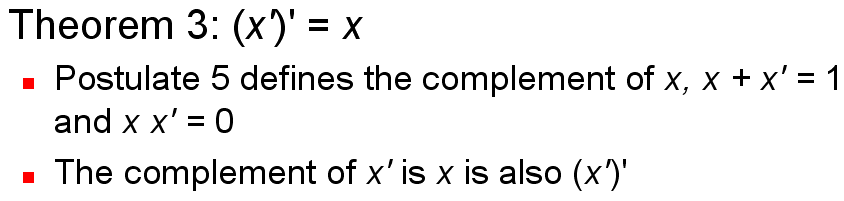 Theorem 3: (x')' = x
Postulate 5 defines the complement of x, x + x' = 1
and x x' = 0
The complement of x' is x is also (x')'